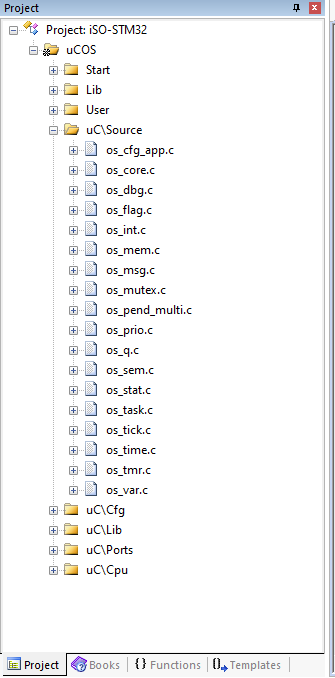 Project
Project: iSO-STM32
uCOS
Start
Lib
User
uC\Source
os_cfg_app.c
os_core.c
os_dbg.c
os_flag.c
os_int.c
os_mem.c
os_msg.c
os_mutex.c
os_pend_multi.c
os_prio.c
os_q.c
os_sem.c
os_stat.c
os_task.c
os_tick.c
os_time.c
os_tmr.c
os_var.c
uC\Cfg
uC\Lib
uC\Ports
uC\Cpu
Project Books {} Functions 0→ Templates